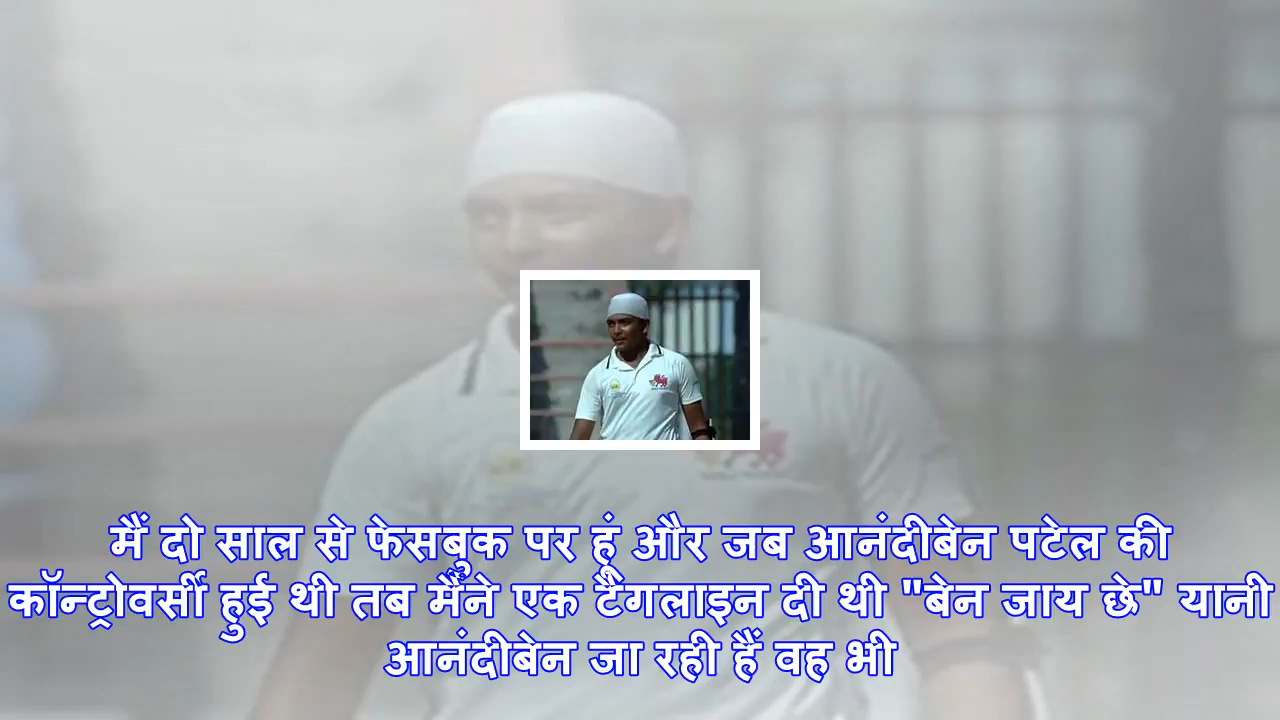 मैं दो साल से फेसबुक पर हूं और जब आनंदीबेन पटेल की
कॉन्ट्रोवर्सी हुई थी तब मैंने एक टैगलाइन दी थी "बेन जाय छे" यानी
आनंदीबेन जा रही हैं वह भी